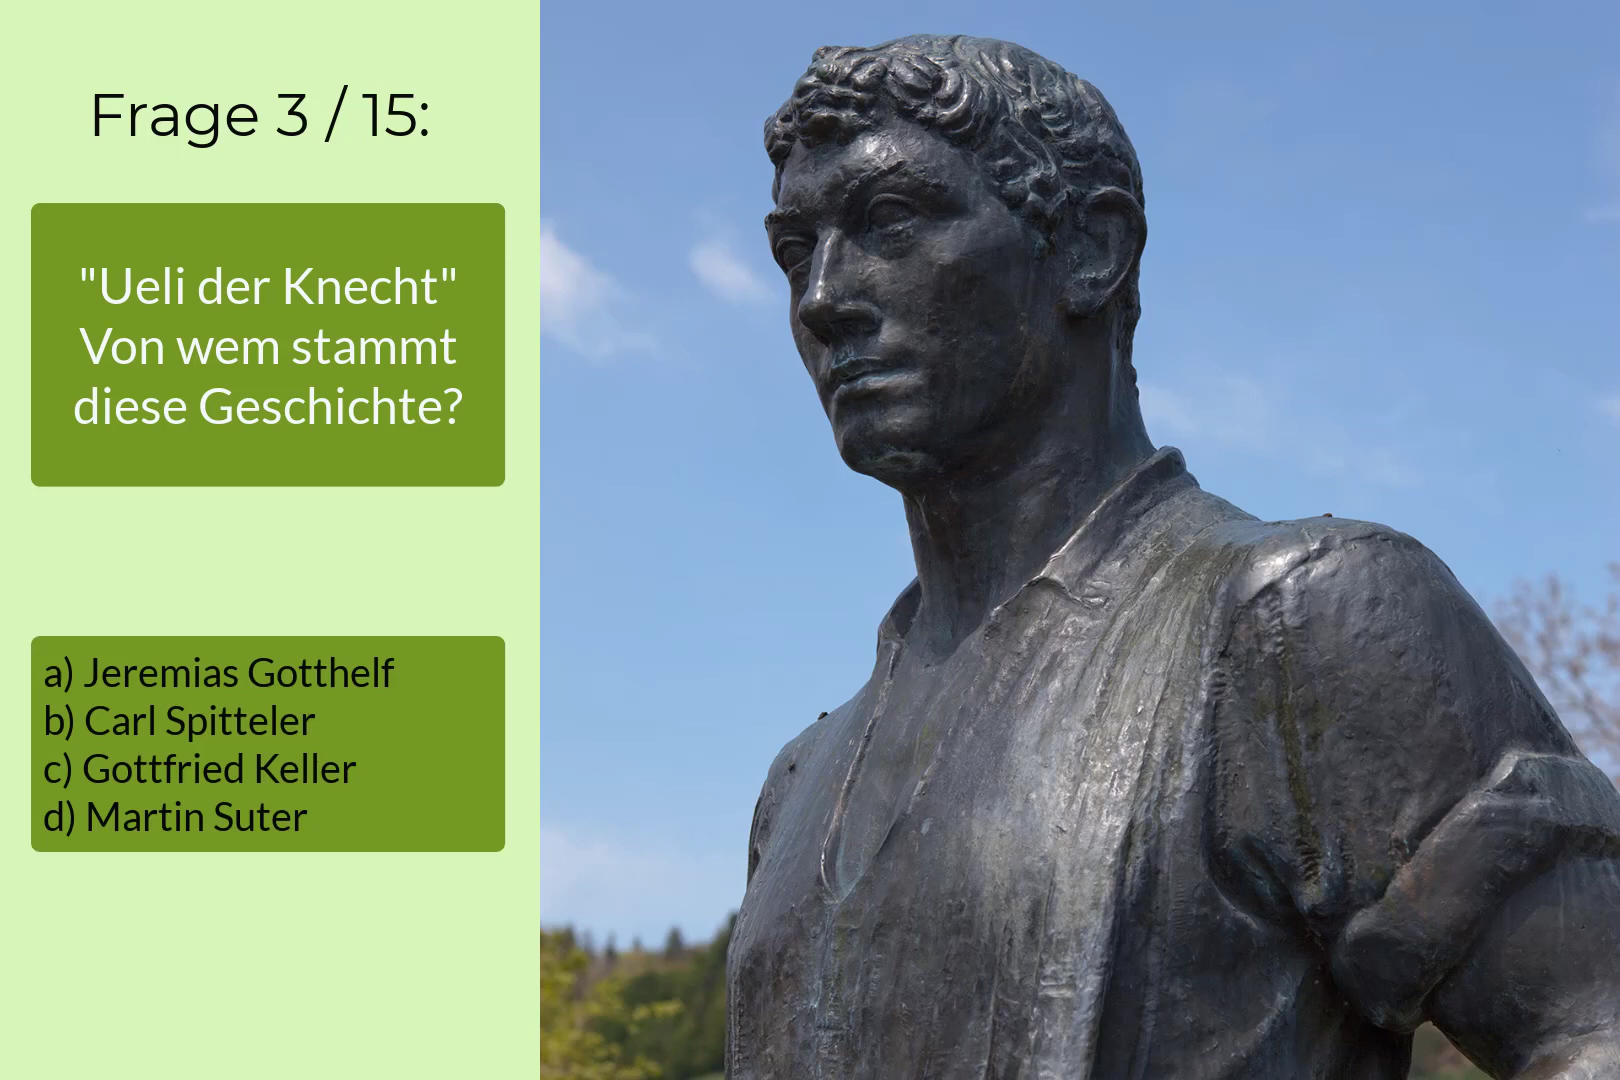 Frage 3 / 15:
"Ueli der Knecht"
Von wem stammt
diese Geschichte?
a) Jeremias Gotthelf
b) Carl Spitteler
c) Gottfried Keller
d) Martin Suter